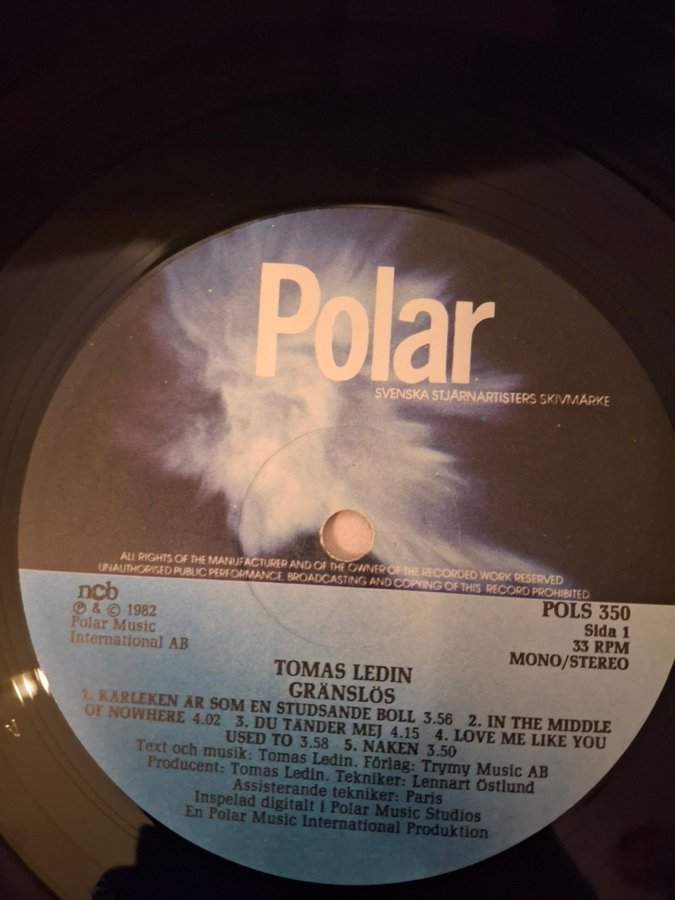 Polar
SVENSKA STJÄRNARTISTERS SKIVMÄRKE
ALL RIGHTS OF THE MANUFACTURER AND OF THE OWNER OF THE RECORDED WORK RESERVED
UNAUTHORISED PUBLIC PERFORMANCE, BROADCASTING AND COPYING OF THIS RECORD PROHIBITED
ncb
℗ & © 1982
Polar Music
International AB
POLS 350
Sida 1
33 RPM
MONO/STEREO
TOMAS LEDIN
GRÄNSLÖS
1. KÄRLEKEN ÄR SOM EN STUDSANDE BOLL 3.56 2. IN THE MIDDLE
OF NOWHERE 4.02 3. DU TÄNDER MEJ 4.15 4. LOVE ME LIKE YOU
USED TO 3.58 5. NAKEN 3.50
Text och musik: Tomas Ledin. Förlag: Trymy Music AB
Producent: Tomas Ledin. Tekniker: Lennart Östlund
Assisterande tekniker: Paris
Inspelad digitalt i Polar Music Studios
En Polar Music International Produktion